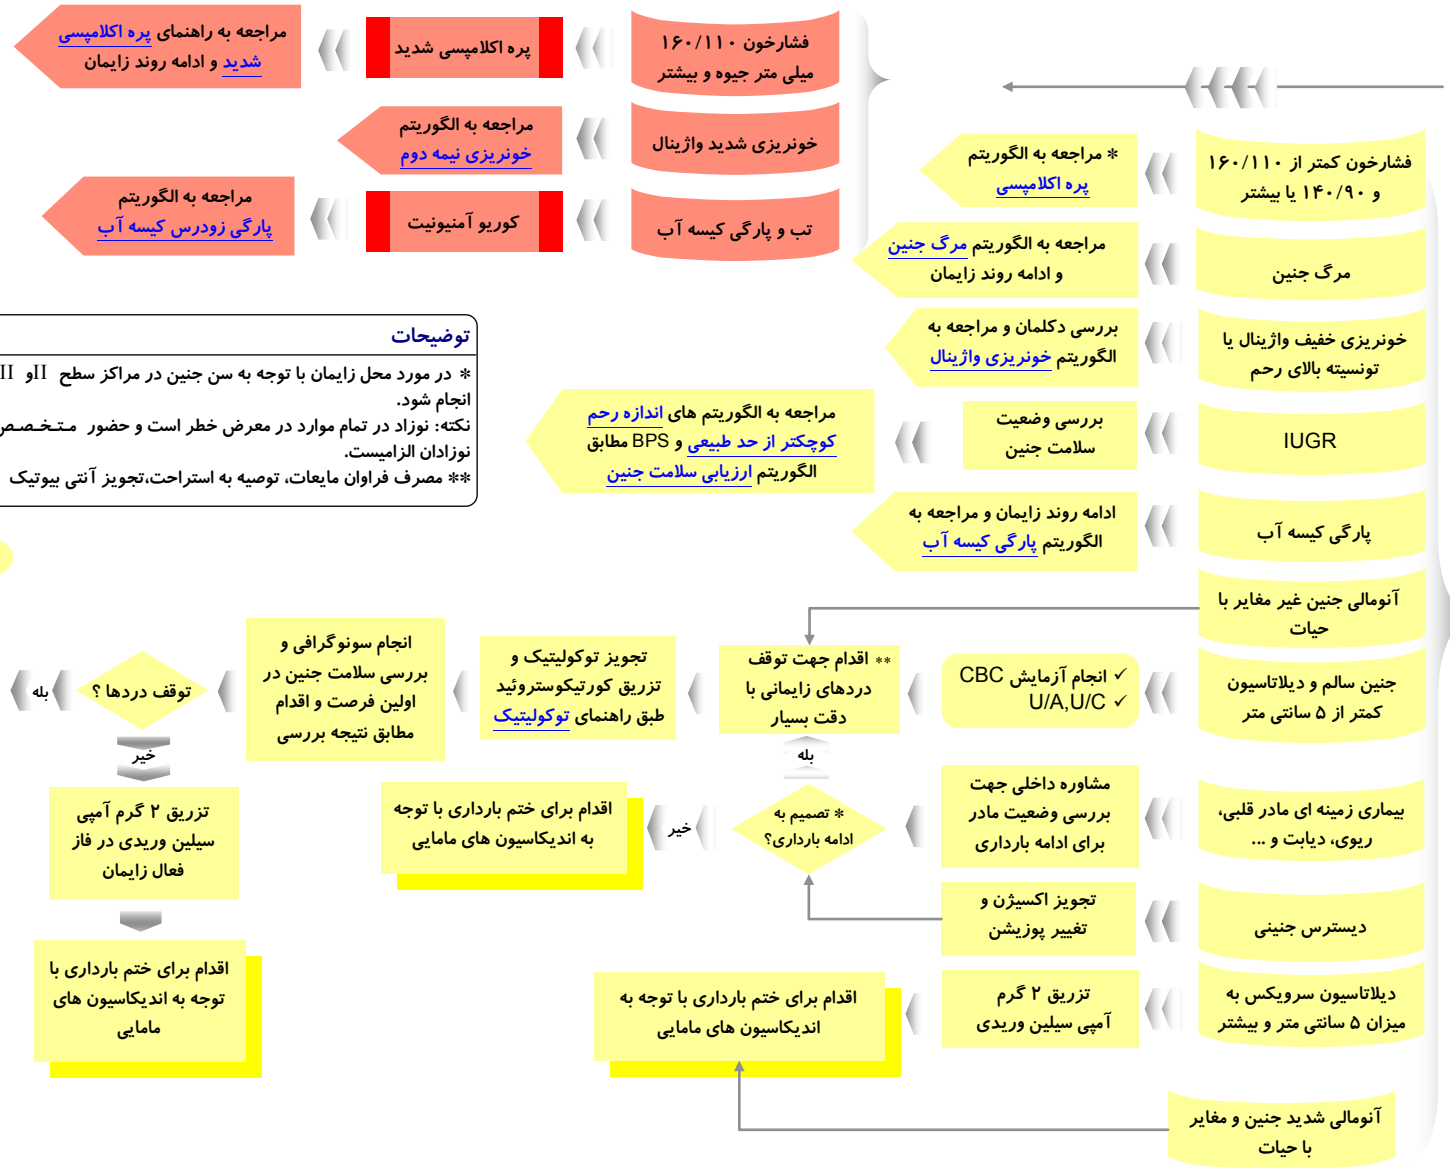 فشارخون ۱۶۰/۱۱۰
میلی متر جیوه و بیشتر
پره اکلامپسی شدید
مراجعه به راهنمای پره اکلامپسی
شدید و ادامه روند زایمان
خونریزی شدید واژینال
مراجعه به الگوریتم
خونریزی نیمه دوم
تب و پارگی کیسه آب
کوریو آمنیونیت
مراجعه به الگوریتم
پارگی زودرس کیسه آب
فشارخون کمتر از ۱۶۰/۱۱۰
و ۱۴۰/۹۰ یا بیشتر
* مراجعه به الگوریتم
پره اکلامپسی
مرگ جنین
مراجعه به الگوریتم مرگ جنین
و ادامه روند زایمان
خونریزی خفیف واژینال یا
تونسیته بالای رحم
بررسی دکلمان و مراجعه به
الگوریتم خونریزی واژینال
IUGR
بررسی وضعیت
سلامت جنین
مراجعه به الگوریتم های اندازه رحم
کوچکتر از حد طبیعی و BPS مطابق
الگوریتم ارزیابی سلامت جنین
پارگی کیسه آب
ادامه روند زایمان و مراجعه به
الگوریتم پارگی کیسه آب
توضیحات
* در مورد محل زایمان با توجه به سن جنین در مراکز سطح II و II
انجام شود.
نکته: نوزاد در تمام موارد در معرض خطر است و حضور متخصص
نوزادان الزامیست.
** مصرف فراوان مایعات، توصیه به استراحت،تجویز آنتی بیوتیک
آنومالی جنین غیر مغایر با
حیات
جنین سالم و دیلاتاسیون
کمتر از ۵ سانتی متر
✓ انجام آزمایش CBC
✓ U/A,U/C
** اقدام جهت توقف
دردهای زایمانی با
دقت بسیار
تجویز توکولیتیک و
تزریق کورتیکوستروئید
طبق راهنمای توکولیتیک
انجام سونوگرافی و
بررسی سلامت جنین در
اولین فرصت و اقدام
مطابق نتیجه بررسی
توقف دردها ؟
بله
خیر
تزریق ۲ گرم آمپی
سیلین وریدی در فاز
فعال زایمان
اقدام برای ختم بارداری با
توجه به اندیکاسیون های
مامایی
بیماری زمینه ای مادر قلبی،
ریوی، دیابت و ...
مشاوره داخلی جهت
بررسی وضعیت مادر
برای ادامه بارداری
بله
* تصمیم به
ادامه بارداری؟
خیر
اقدام برای ختم بارداری با توجه
به اندیکاسیون های مامایی
دیسترس جنینی
تجویز اکسیژن و
تغییر پوزیشن
دیلاتاسیون سرویکس به
میزان ۵ سانتی متر و بیشتر
تزریق ۲ گرم
آمپی سیلین وریدی
اقدام برای ختم بارداری با توجه به
اندیکاسیون های مامایی
آنومالی شدید جنین و مغایر
با حیات